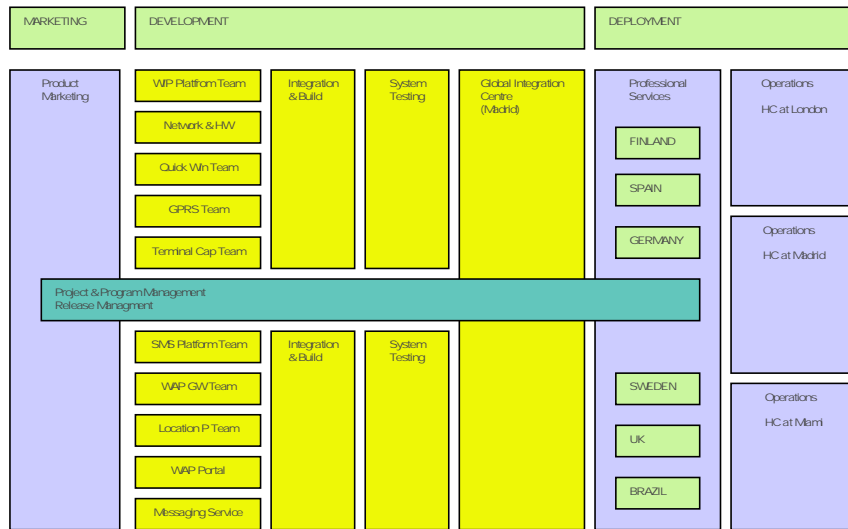 MARKETING
DEVELOPMENT
DEPLOYMENT
Product
Marketing
WIP Platfrom Team
Network & HW
Quick Win Team
GPRS Team
Terminal Cap Team
Integration
& Build
System
Testing
Global Integration
Centre
(Madrid)
Professional
Services
FINLAND
SPAIN
GERMANY
Operations
HC at London
Operations
HC at Madrid
Project & Program Management
Release Managment
SMS Platform Team
WAP GW Team
Location P Team
WAP Portal
Messaging Service
Integration
& Build
System
Testing
SWEDEN
UK
BRAZIL
Operations
HC at Miami